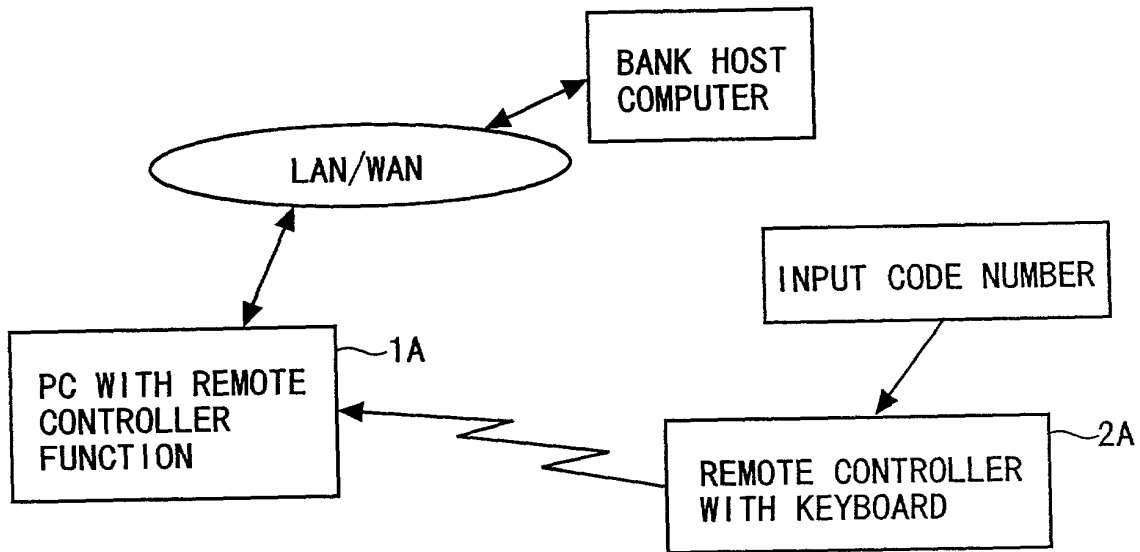 BANK HOST
COMPUTER
LAN/WAN
INPUT CODE NUMBER
1A
PC WITH REMOTE
CONTROLLER
FUNCTION
2A
REMOTE CONTROLLER
WITH KEYBOARD